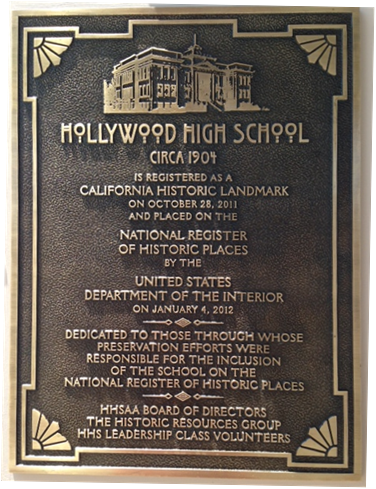 HOLLYWOOD HIGH SCHOOL
CIRCA 1904
IS REGISTERED AS A
CALIFORNIA HISTORIC LANDMARK
ON OCTOBER 28, 2011
AND PLACED ON THE
NATIONAL REGISTER
OF HISTORIC PLACES
BY THE
UNITED STATES
DEPARTMENT OF THE INTERIOR
ON JANUARY 4, 2012
DEDICATED TO THOSE THROUGH WHOSE
PRESERVATION EFFORTS WERE
RESPONSIBLE FOR THE INCLUSION
OF THE SCHOOL ON THE
NATIONAL REGISTER OF HISTORIC PLACES
HHSAA BOARD OF DIRECTORS
THE HISTORIC RESOURCES GROUP
HHS LEADERSHIP CLASS VOLUNTEERS